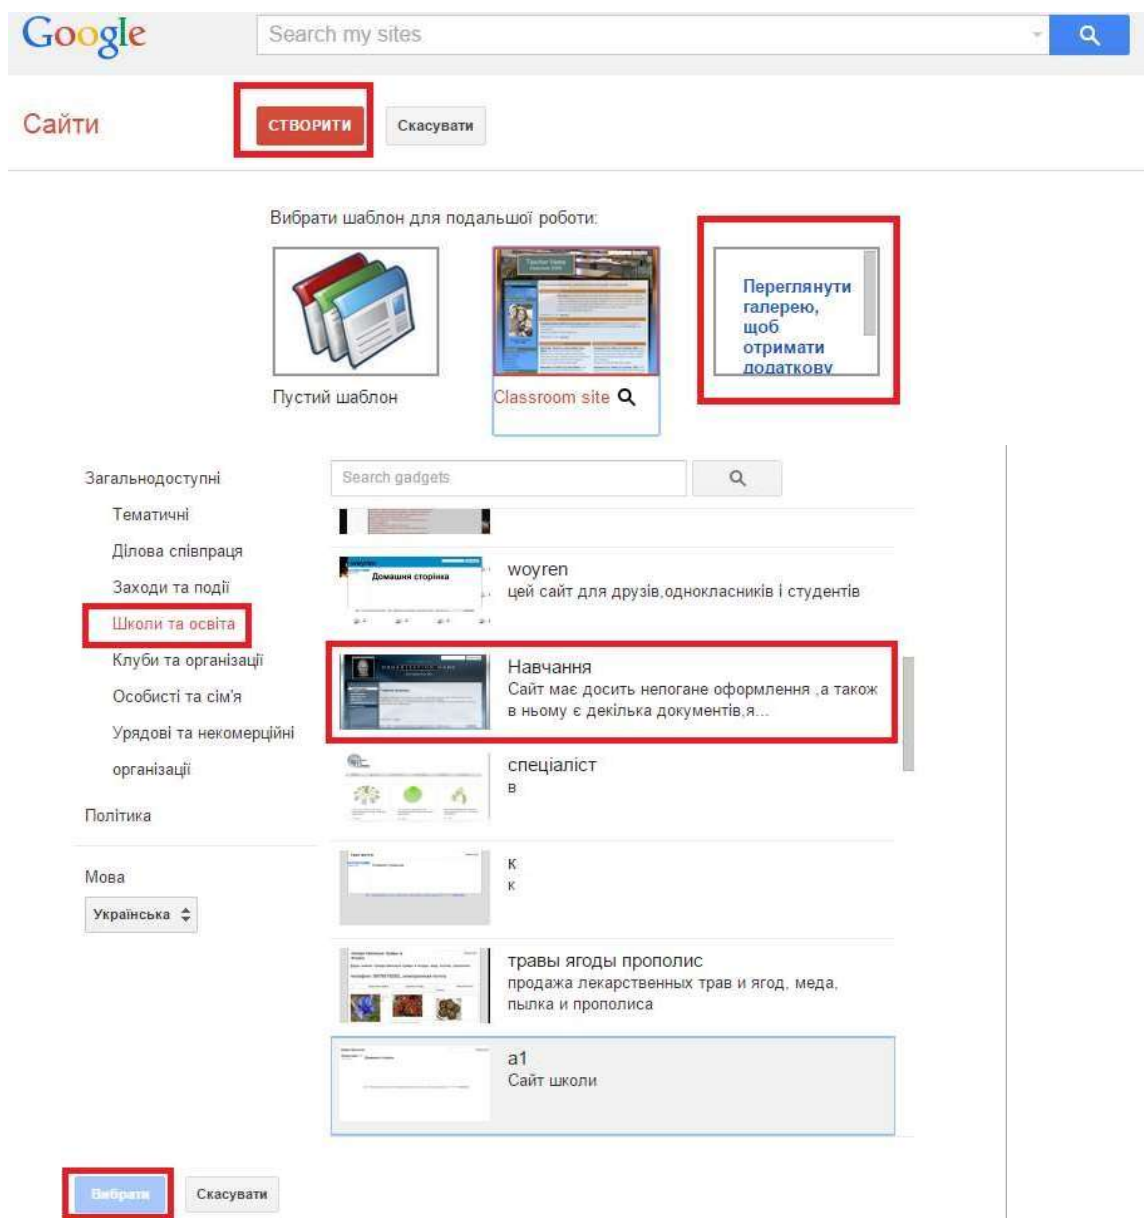 Google
Search my sites
Сайти
СТВОРИТИ
Скасувати
Вибрати шаблон для подальшої роботи:
Переглянути
галерею,
щоб
отримати
додаткову
Пустий шаблон
Classroom site
Загальнодоступні
Тематичні
Ділова співпраця
Заходи та події
Школи та освіта
Клуби та організації
Особисті та сім'я
Урядові та некомерційні
організації
Політика
Мова
Українська
Search gadgets
Домашня сторінка
woyren
цей сайт для друзів,однокласників і студентів
Навчання
Сайт має досить непогане оформлення ,а також
в ньому є декілька документів,я...
спеціаліст
в
к
к
травы ягоды прополис
продажа лекарственных трав и ягод, меда,
пылка и прополиса
а1
Сайт школи
Вибрати
Скасувати